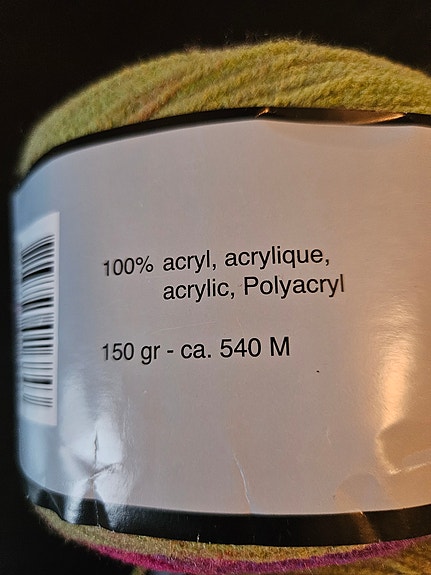 100% acryl, acrylique,
acrylic, Polyacryl
150 gr - ca. 540 M